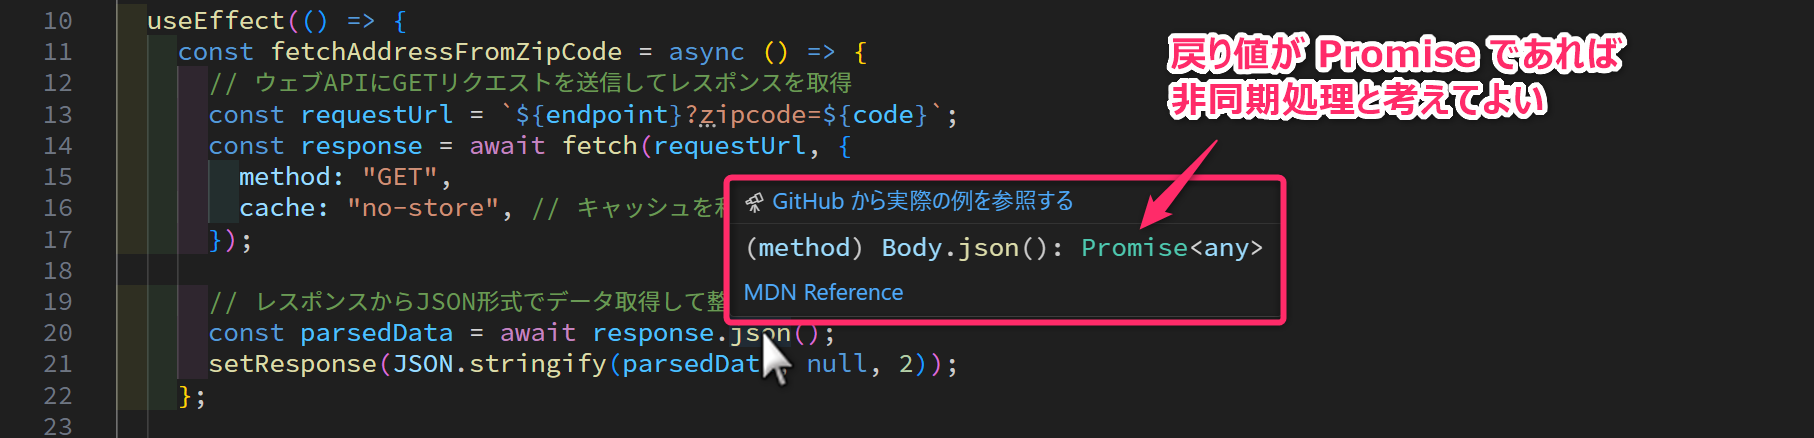 10 useEffect(() => {
11 const fetchAddressFromZipCode = async () => {
12 // ウェブAPIにGETリクエストを送信してレスポンスを取得
13 const requestUrl = `${endpoint}?zipcode=${code}`;
14 const response = await fetch(requestUrl, {
15 method: "GET",
16 cache: "no-store", // キャッシュを
17 });
18
19 // レスポンスからJSON形式でデータ取得して整
20 const parsedData = await response.json();
21 setResponse(JSON.stringify(parsedDat, null, 2));
22 };
23
戻り値が Promise であれば
非同期処理と考えてよい
GitHub から実際の例を参照する
(method) Body.json(): Promise<any>
MDN Reference